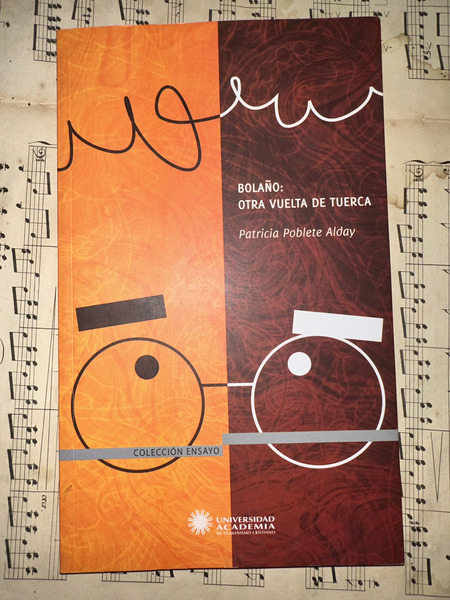 BOLAÑO:
OTRA VUELTA DE TUERCA
Patricia Poblete Alday
COLECCIÓN ENSAYO
UNIVERSIDAD
ACADEMIA
DE HUMANISMO CRISTIANO